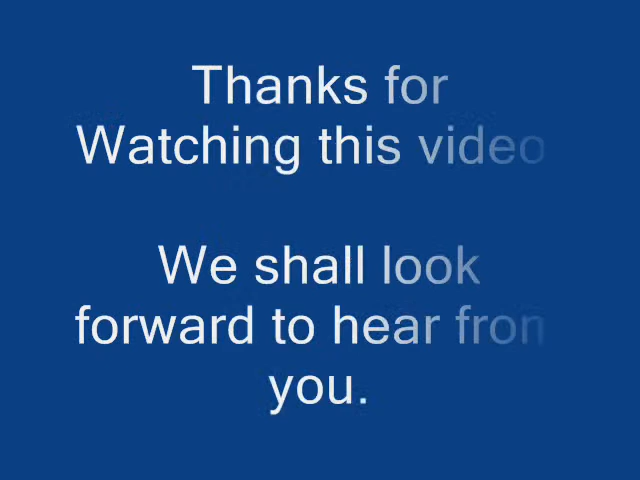 Thanks for
Watching this video
We shall look
forward to hear from
you.